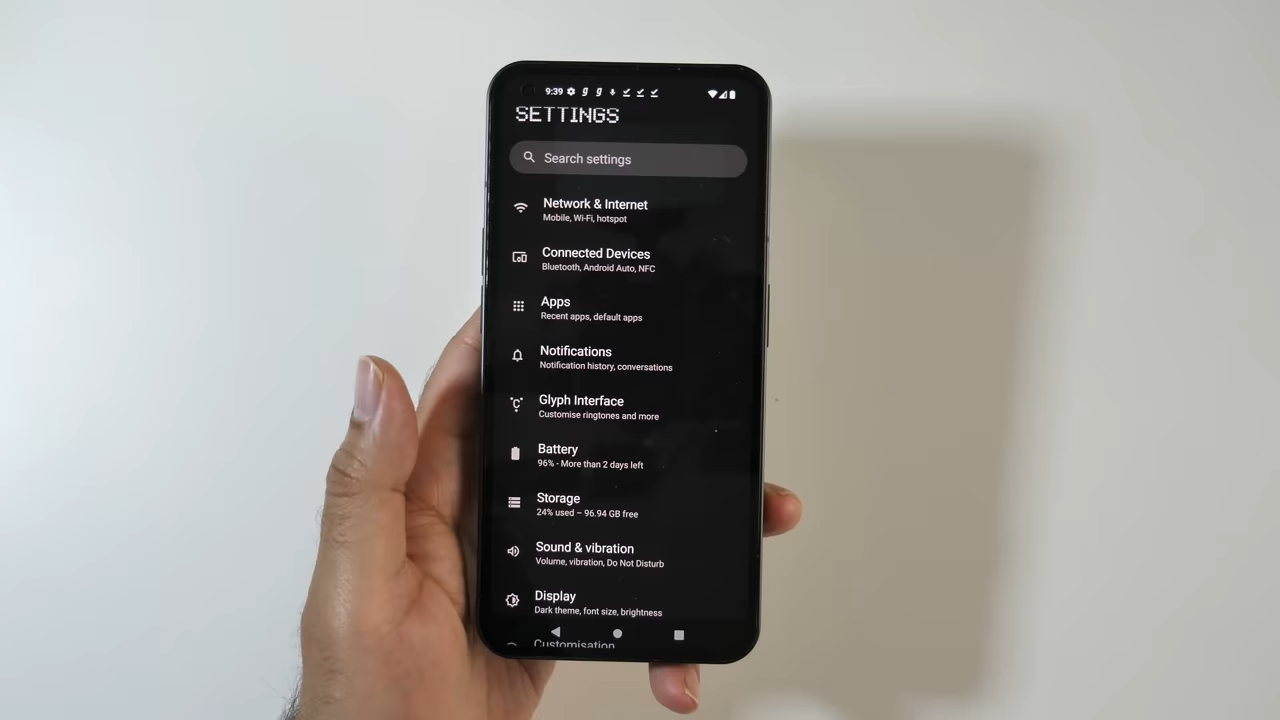 9:39
SETTINGS
Search settings
Network & Internet
Mobile, Wi-Fi, hotspot
Connected Devices
Bluetooth, Android Auto, NFC
Apps
Recent apps, default apps
Notifications
Notification history, conversations
Glyph Interface
Customise ringtones and more
Battery
96% - More than 2 days left
Storage
24% used – 96.94 GB free
Sound & vibration
Volume, vibration, Do Not Disturb
Display
Dark theme, font size, brightness
Customisation